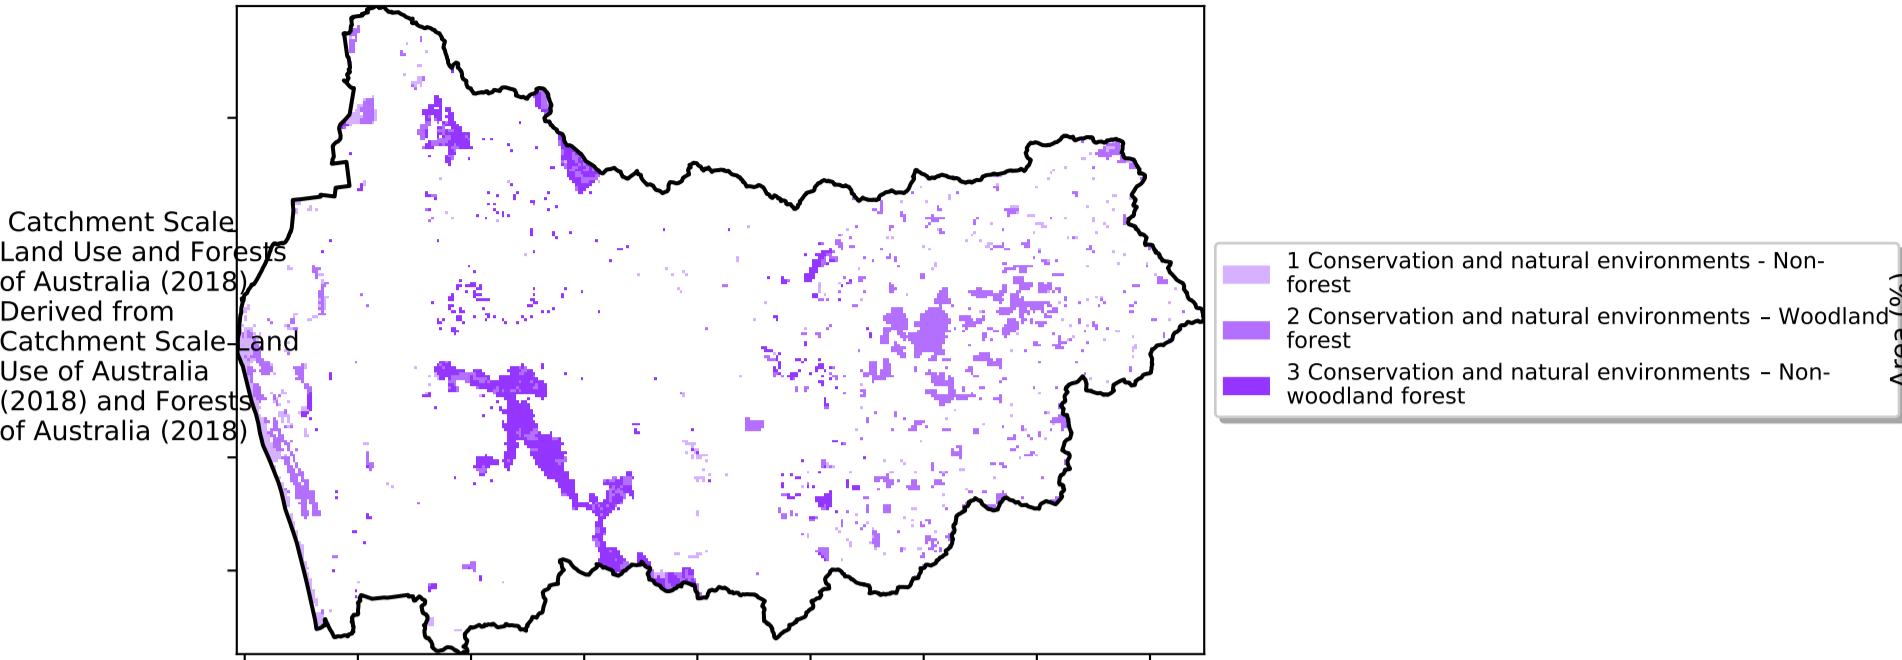 Catchment Scale
Land Use and Forests
of Australia (2018)
Derived from
Catchment Scale Land
Use of Australia
(2018) and Forests
of Australia (2018)
1 Conservation and natural environments - Non-
forest
2 Conservation and natural environments – Woodland
forest
3 Conservation and natural environments – Non-
woodland forest
Area (%)